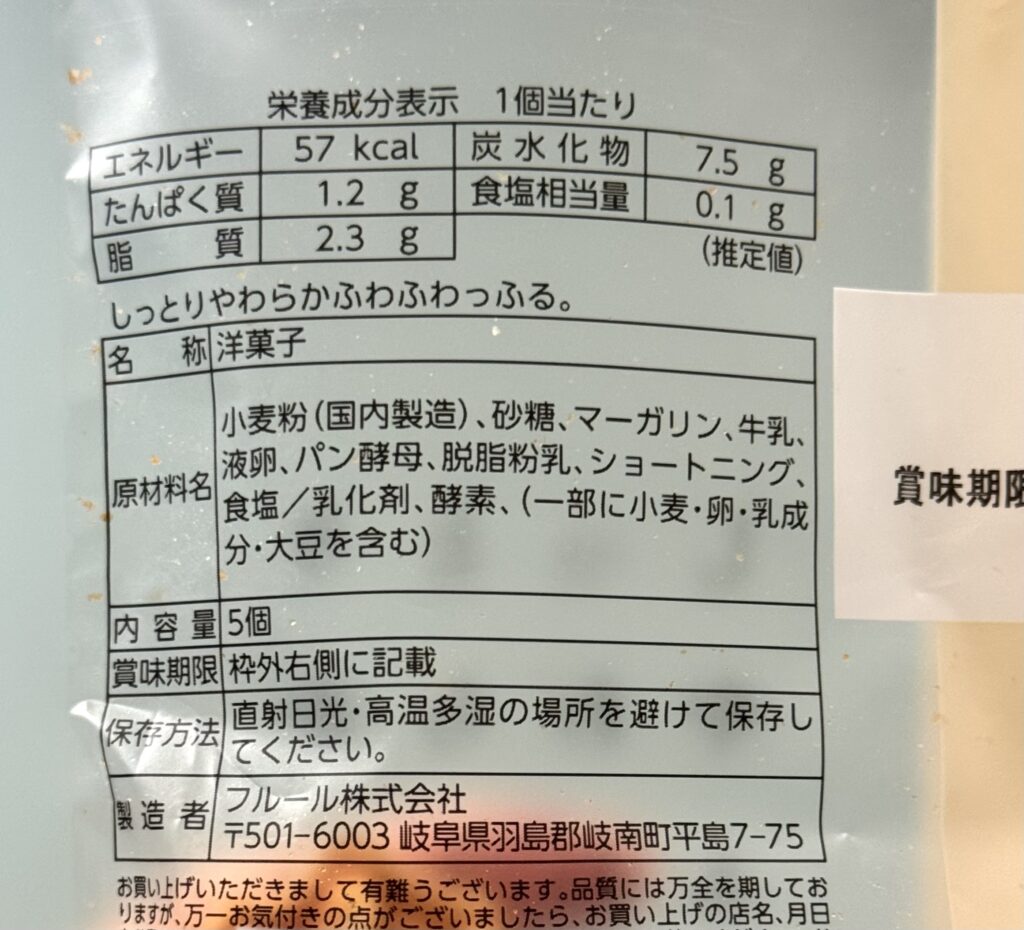 栄養成分表示 1個当たり
エネルギー 57 kcal 炭水化物 7.5 g
たんぱく質 1.2 g 食塩相当量 0.1 g
脂質 2.3 g (推定値)
しっとりやわらかふわふわっふる。
名称 洋菓子
原材料名 小麦粉(国内製造)、砂糖、マーガリン、牛乳、
液卵、パン酵母、脱脂粉乳、ショートニング、
食塩/乳化剤、酵素、(一部に小麦・卵・乳成
分・大豆を含む)
内容量 5個
賞味期限 枠外右側に記載
保存方法 直射日光・高温多湿の場所を避けて保存し
てください。
製造者 フルール株式会社
〒501-6003 岐阜県羽島郡岐南町平島7-75
お買い上げいただきまして有難うございます。品質には万全を期してお
りますが、万一お気付きの点がございましたら、お買い上げの店名、月日
賞味期限